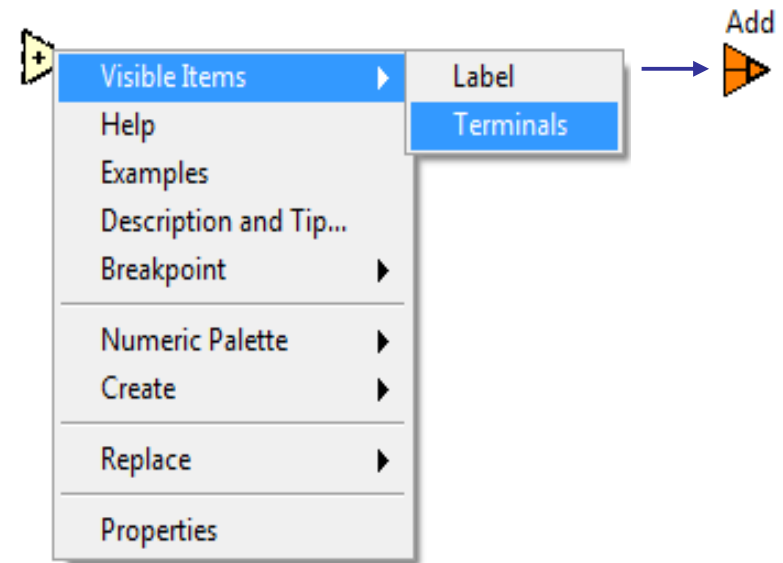 Add
+
Visible Items
Label
Terminals
Help
Examples
Description and Tip...
Breakpoint
Numeric Palette
Create
Replace
Properties